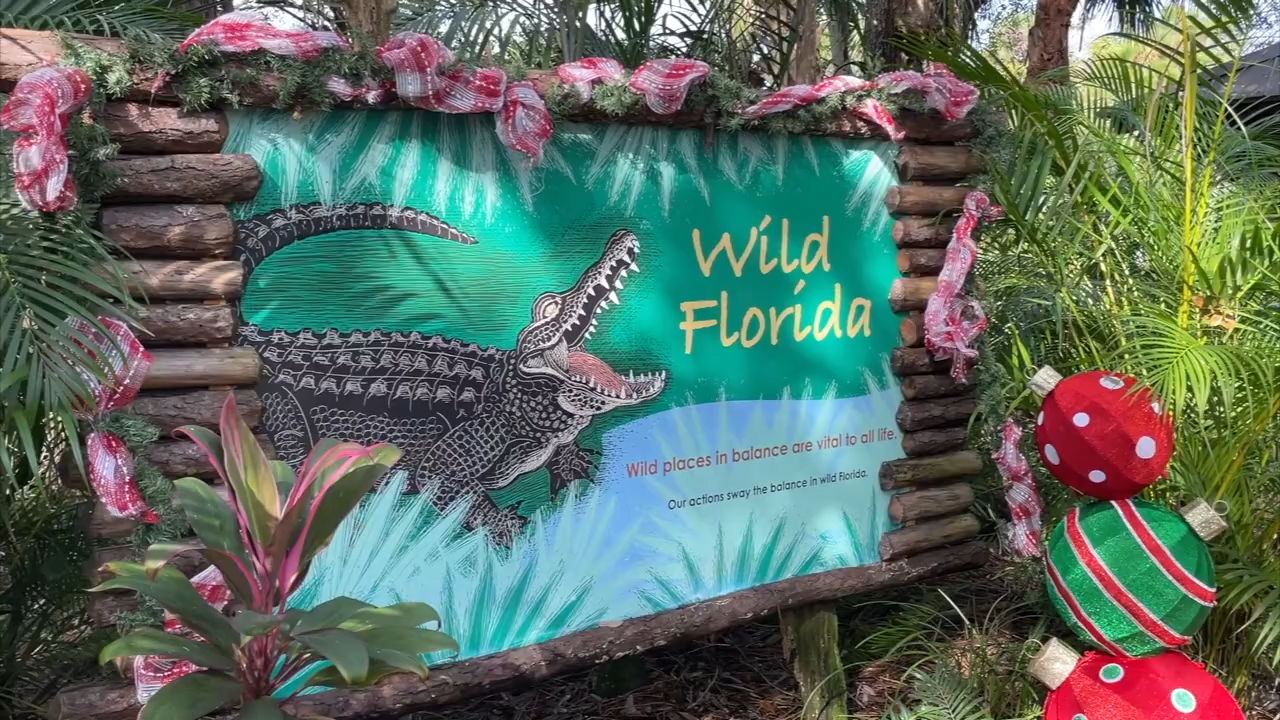 Wild
Florida
Wild places in balance are vital to all life.
Our actions sway the balance in wild Florida.